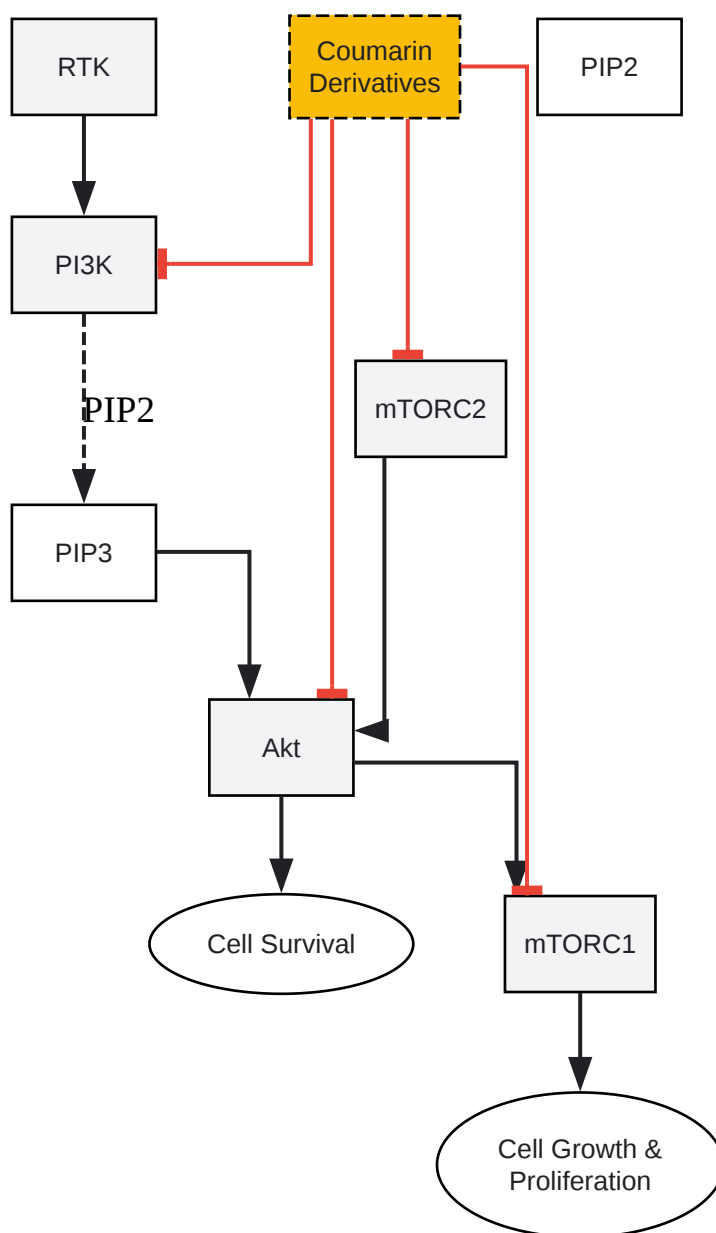 RTK
Coumarin
Derivatives
PIP2
PI3K
PIP2
mTORC2
PIP3
Akt
Cell Survival
mTORC1
Cell Growth &
Proliferation